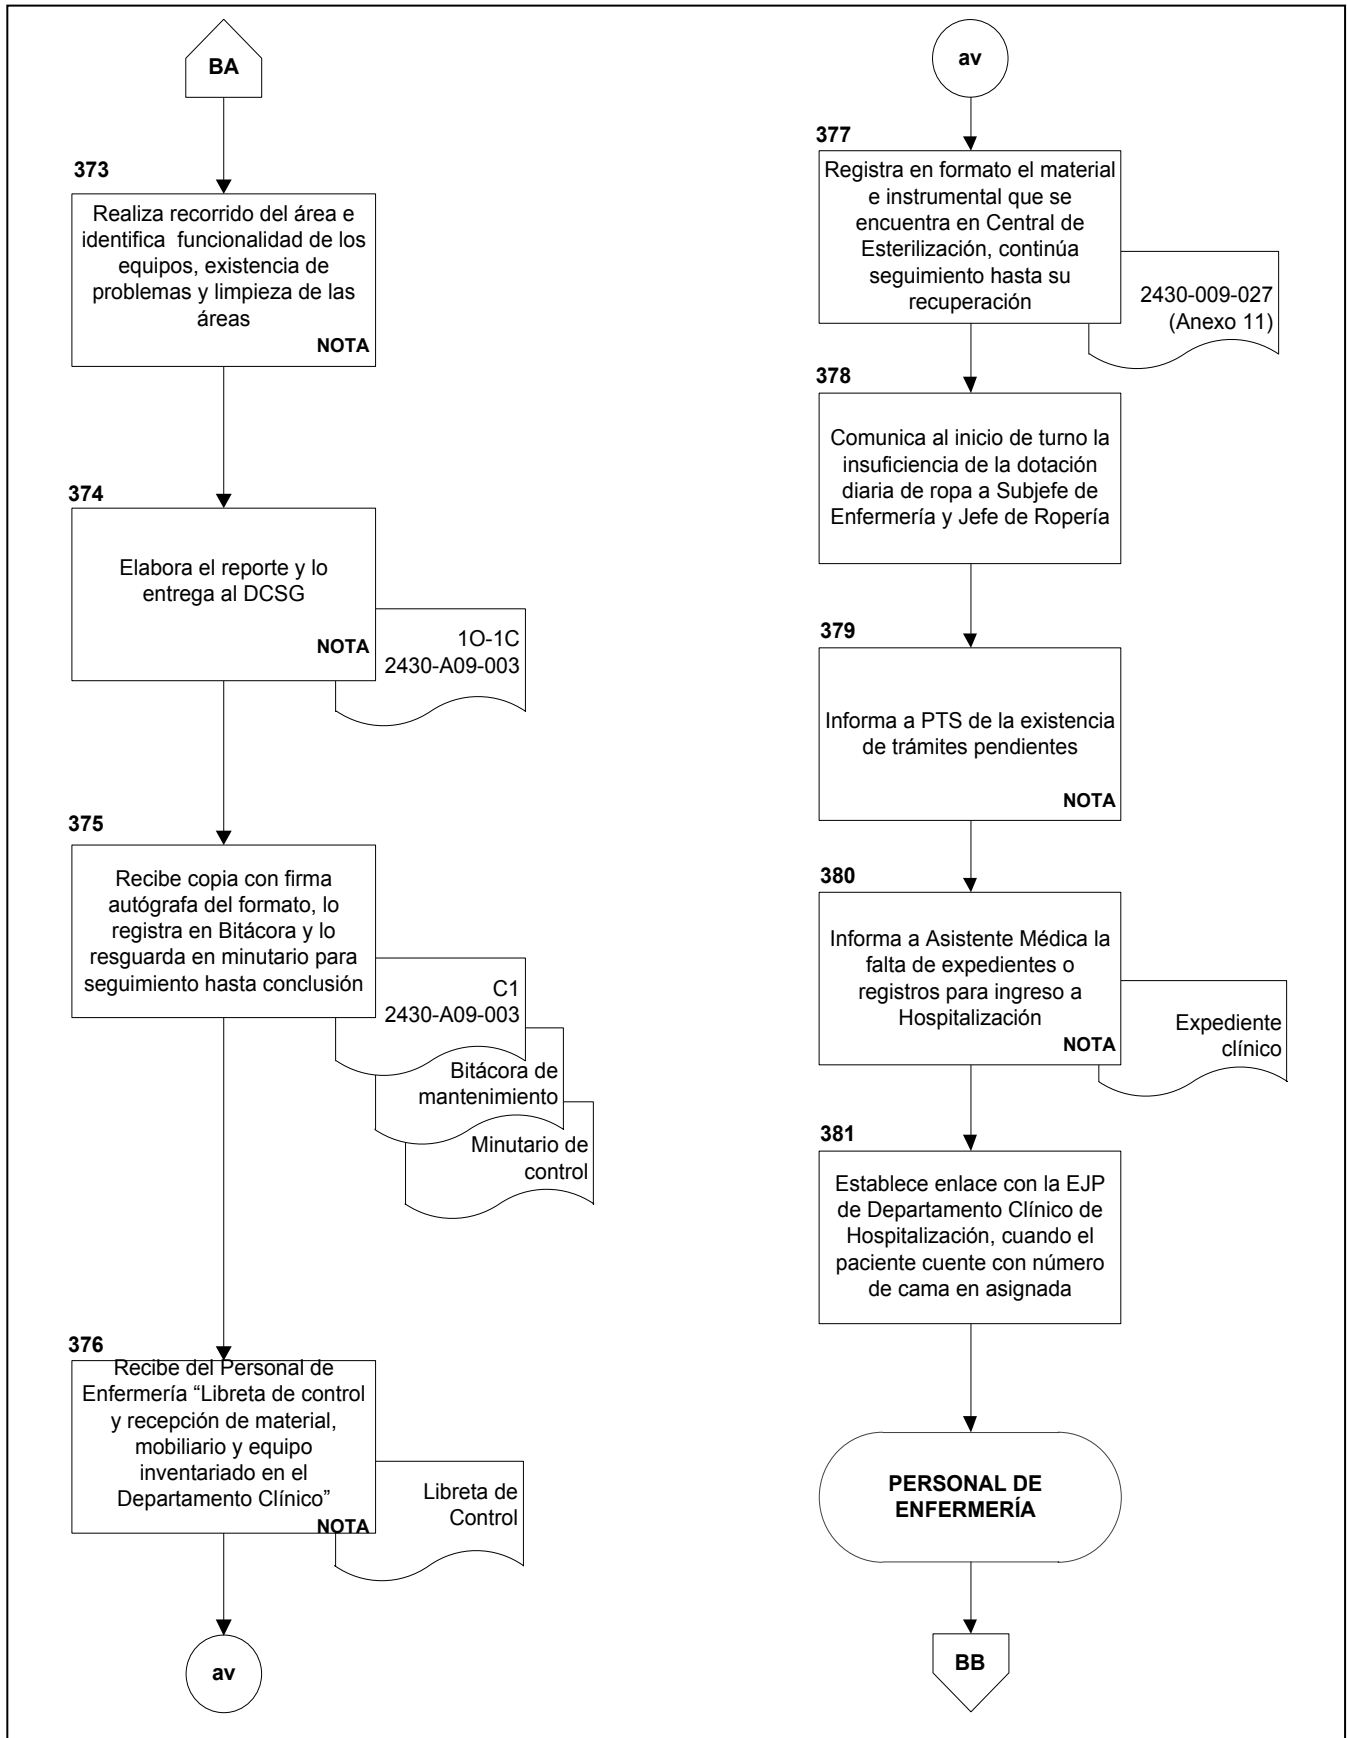 BA
373
Realiza recorrido del área e
identifica funcionalidad de los
equipos, existencia de
problemas y limpieza de las
áreas
NOTA
374
Elabora el reporte y lo
entrega al DCSG
NOTA
1O-1C
2430-A09-003
375
Recibe copia con firma
autógrafa del formato, lo
registra en Bitácora y lo
resguarda en minutario para
seguimiento hasta conclusión
C1
2430-A09-003
Bitácora de
mantenimiento
Minutario de
control
376
Recibe del Personal de
Enfermería “Libreta de control
y recepción de material,
mobiliario y equipo
inventariado en el
Departamento Clínico”
NOTA
Libreta de
Control
av
av
377
Registra en formato el material
e instrumental que se
encuentra en Central de
Esterilización, continúa
seguimiento hasta su
recuperación
2430-009-027
(Anexo 11)
378
Comunica al inicio de turno la
insuficiencia de la dotación
diaria de ropa a Subjefe de
Enfermería y Jefe de Ropería
379
Informa a PTS de la existencia
de trámites pendientes
NOTA
380
Informa a Asistente Médica la
falta de expedientes o
registros para ingreso a
Hospitalización
NOTA
Expediente
clínico
381
Establece enlace con la EJP
de Departamento Clínico de
Hospitalización, cuando el
paciente cuente con número
de cama en asignada
PERSONAL DE
ENFERMERÍA
BB